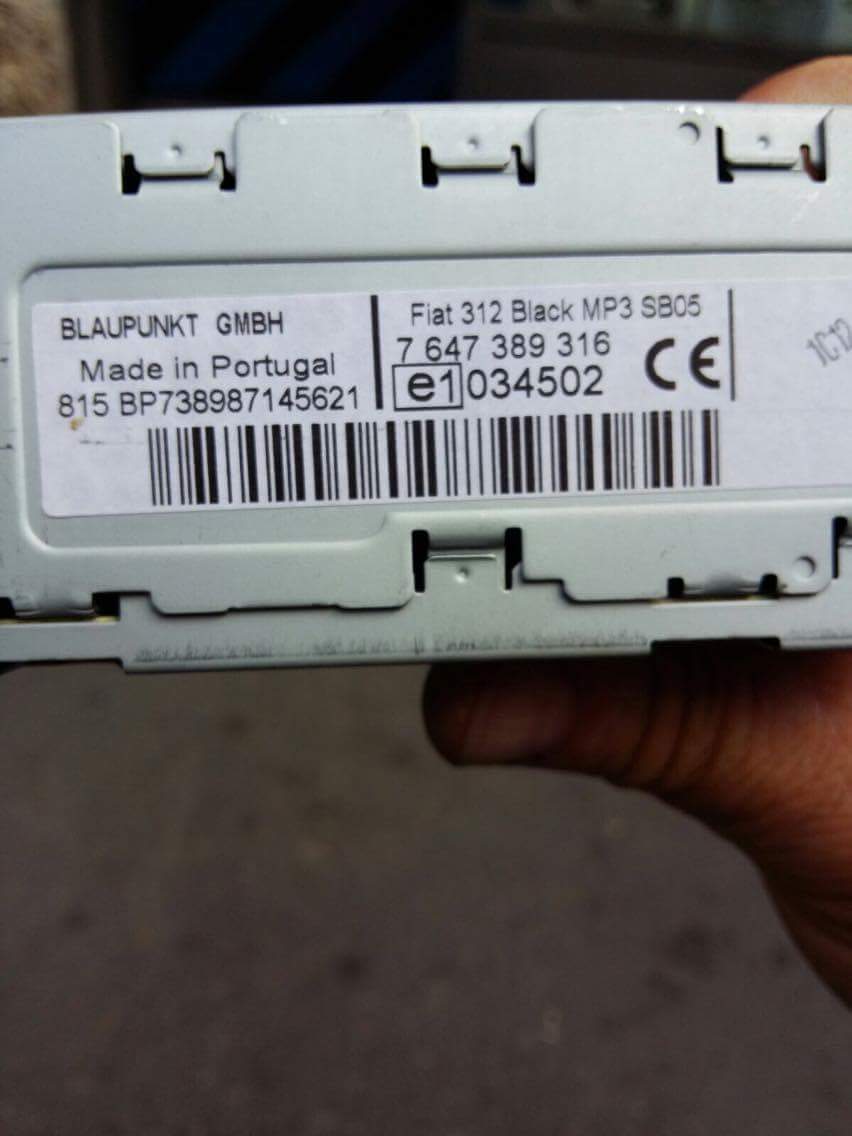 BLAUPUNKT GMBH
Made in Portugal
815 BP738987145621
Fiat 312 Black MP3 SB05
7 647 389 316
e1 034502
CE